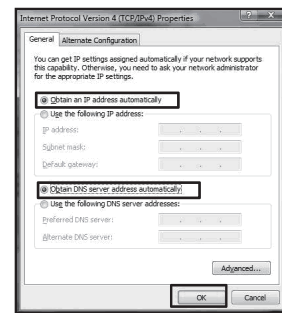 Internet Protocol Version 4 (TCP/IPv4) Properties
General
Alternate Configuration
You can get IP settings assigned automatically if your network supports
this capability. Otherwise, you need to ask your network administrator
for the appropriate IP settings.
Obtain an IP address automatically
Use the following IP address:
IP address:
Subnet mask:
Default gateway:
Obtain DNS server address automatically
Use the following DNS server addresses:
Preferred DNS server:
Alternate DNS server:
Advanced...
OK
Cancel